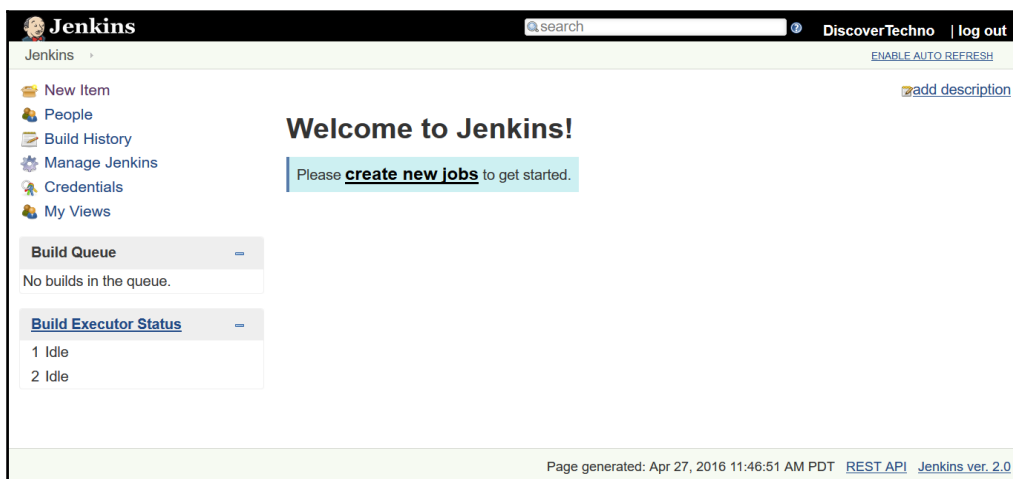 Jenkins
search
DiscoverTechno | log out
Jenkins
ENABLE AUTO REFRESH
New Item
People
Build History
Manage Jenkins
Credentials
My Views
add description
Welcome to Jenkins!
Please create new jobs to get started.
Build Queue
No builds in the queue.
Build Executor Status
1 Idle
2 Idle
Page generated: Apr 27, 2016 11:46:51 AM PDT REST API Jenkins ver. 2.0